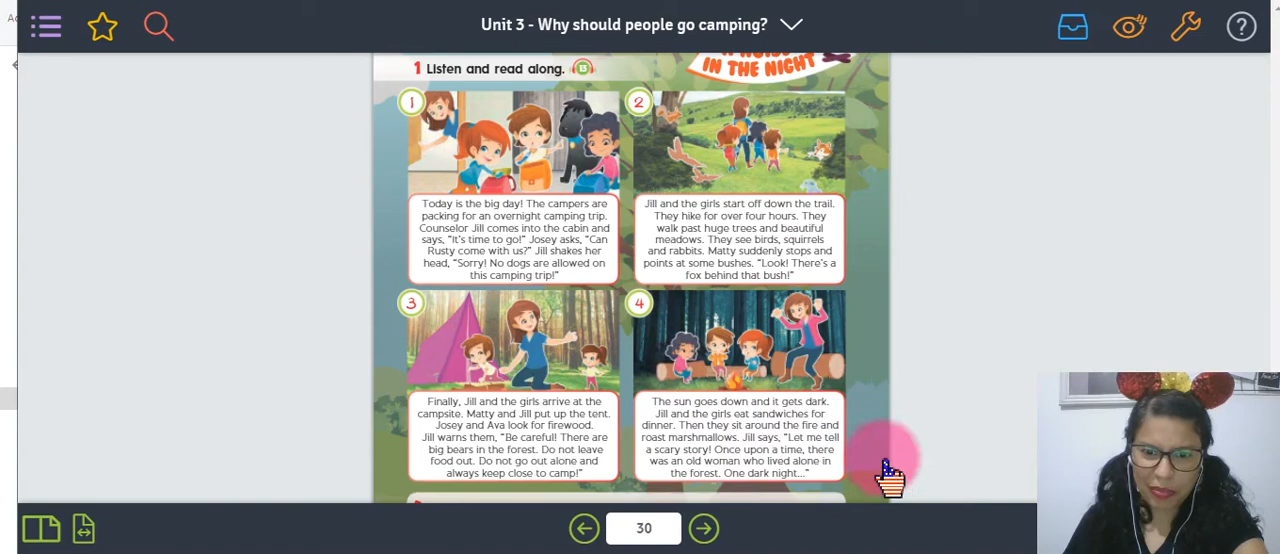 Unit 3 - Why should people go camping?
1 Listen and read along. 13
IN THE NIGHT
1
Today is the big day! The campers are
packing for an overnight camping trip.
Counselor Jill comes into the cabin and
says, "It's time to go!" Josey asks, "Can
Rusty come with us?" Jill shakes her
head, "Sorry! No dogs are allowed on
this camping trip!"
2
Jill and the girls start off down the trail.
They hike for over four hours. They
walk past huge trees and beautiful
meadows. They see birds, squirrels
and rabbits. Matty suddenly stops and
points at some bushes. "Look! There's a
fox behind that bush!"
3
Finally, Jill and the girls arrive at the
campsite. Matty and Jill put up the tent.
Josey and Ava look for firewood.
Jill warns them, "Be careful! There are
big bears in the forest. Do not leave
food out. Do not go out alone and
always keep close to camp!"
4
The sun goes down and it gets dark.
Jill and the girls eat sandwiches for
dinner. Then they sit around the fire and
roast marshmallows. Jill says, "Let me tell
a scary story! Once upon a time, there
was an old woman who lived alone in
the forest. One dark night..."
30